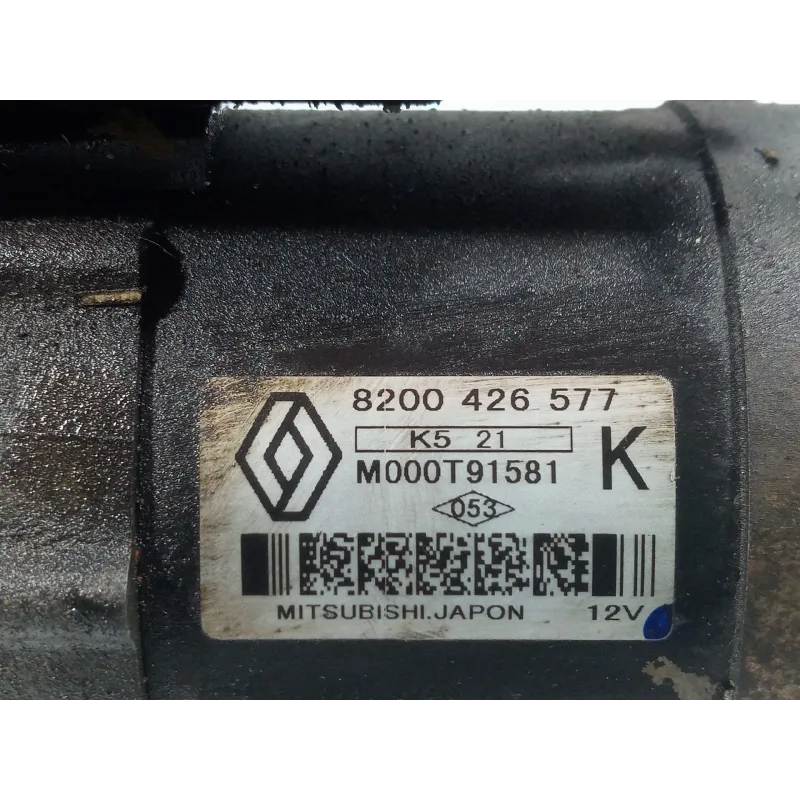 8200 426 577
K5 21
M000T91581
K
053
MITSUBISHI.JAPON 12V